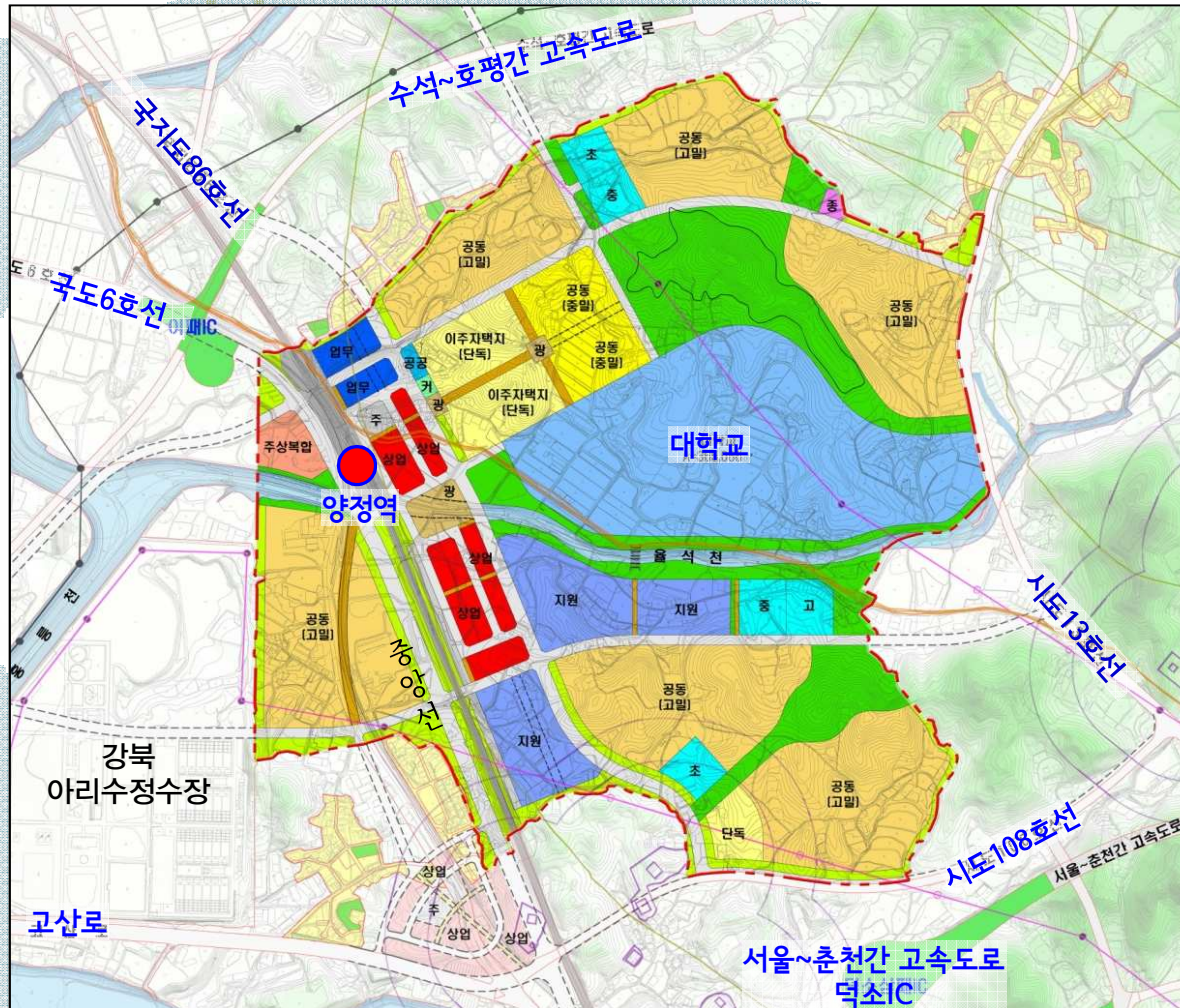 수석~호평간 고속도로
국지도86호선
국도6호선
공동
(고밀)
초
중
종
공동
(고밀)
공동
(고밀)
공동
(중밀)
이주자택지
(단독)
광
공동
(중밀)
이주자택지
(단독)
업무
업무
공공
커
주
광
상업
상업
주상복합
양정역
광
대학교
율석천
상업
상업
지원
지원
중
고
시도13호선
공동
(고밀)
중앙선
지원
공동
(고밀)
초
단독
공동
(고밀)
강북
아리수정수장
고산로
상업
주
상업
상업
시도108호선
서울~춘천간 고속도로
서울~춘천간 고속도로
덕소IC